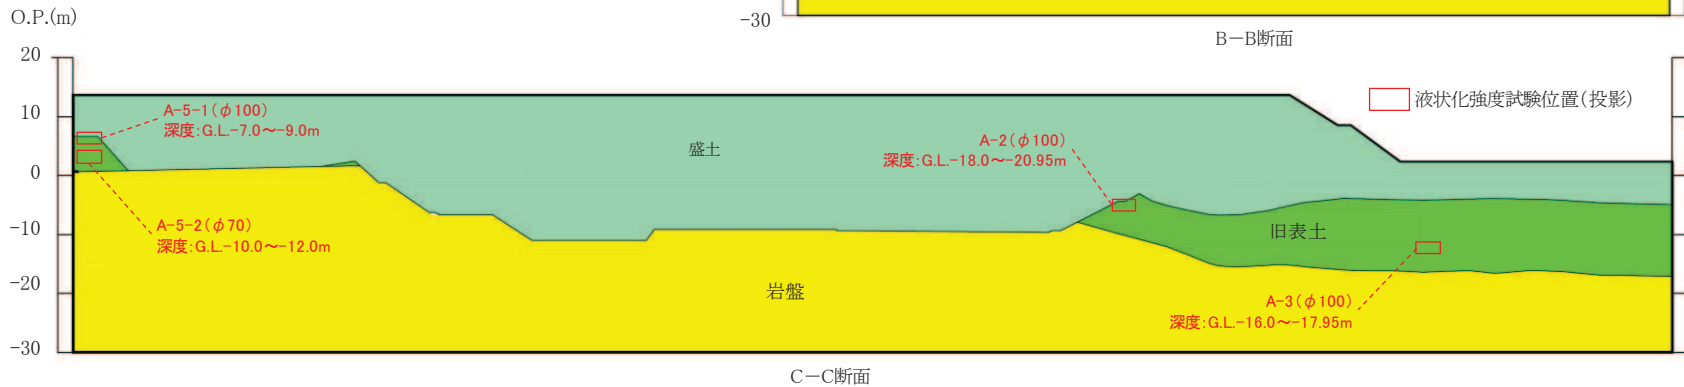 O.P.(m)
-30
B-B断面
20
10
0
-10
-20
-30
A-5-1(φ100)
深度:G.L.-7.0~-9.0m
A-5-2(φ70)
深度:G.L.-10.0~-12.0m
盛土
A-2(φ100)
深度:G.L.-18.0~-20.95m
液状化強度試験位置(投影)
旧表土
岩盤
A-3(φ100)
深度:G.L.-16.0~-17.95m
C-C断面